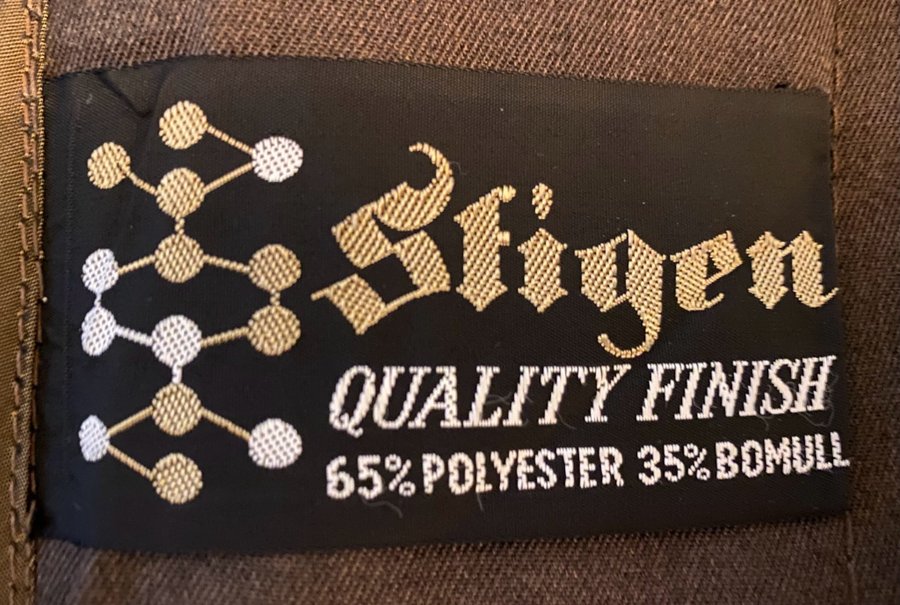 Stigen
QUALITY FINISH
65% POLYESTER 35% BOMULL